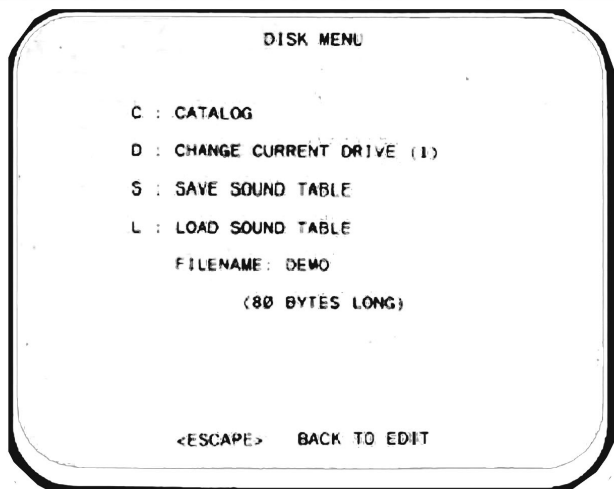 DISK MENU
C : CATALOG
D : CHANGE CURRENT DRIVE (1)
S : SAVE SOUND TABLE
L : LOAD SOUND TABLE
FILENAME: DEMO
(80 BYTES LONG)
<ESCAPE> BACK TO EDIT